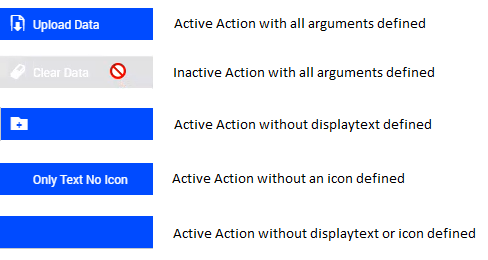 Upload Data Active Action with all arguments defined
Clear Data Inactive Action with all arguments defined
Active Action without displaytext defined
Only Text No Icon Active Action without an icon defined
Active Action without displaytext or icon defined